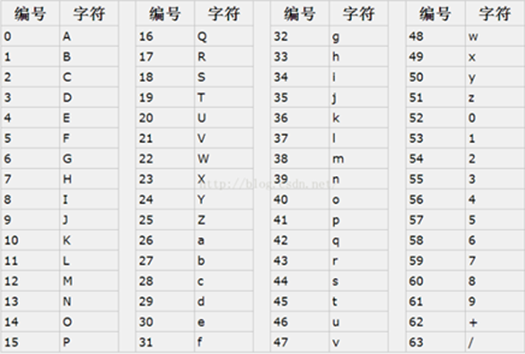 编号 字符 编号 字符 编号 字符 编号 字符
0 A 16 Q 32 g 48 w
1 B 17 R 33 h 49 x
2 C 18 S 34 i 50 y
3 D 19 T 35 j 51 z
4 E 20 U 36 k 52 0
5 F 21 V 37 l 53 1
6 G 22 W 38 m 54 2
7 H 23 X 39 n 55 3
8 I 24 Y 40 o 56 4
9 J 25 Z 41 p 57 5
10 K 26 a 42 q 58 6
11 L 27 b 43 r 59 7
12 M 28 c 44 s 60 8
13 N 29 d 45 t 61 9
14 O 30 e 46 u 62 +
15 P 31 f 47 v 63 /
http://blog.csdn.net